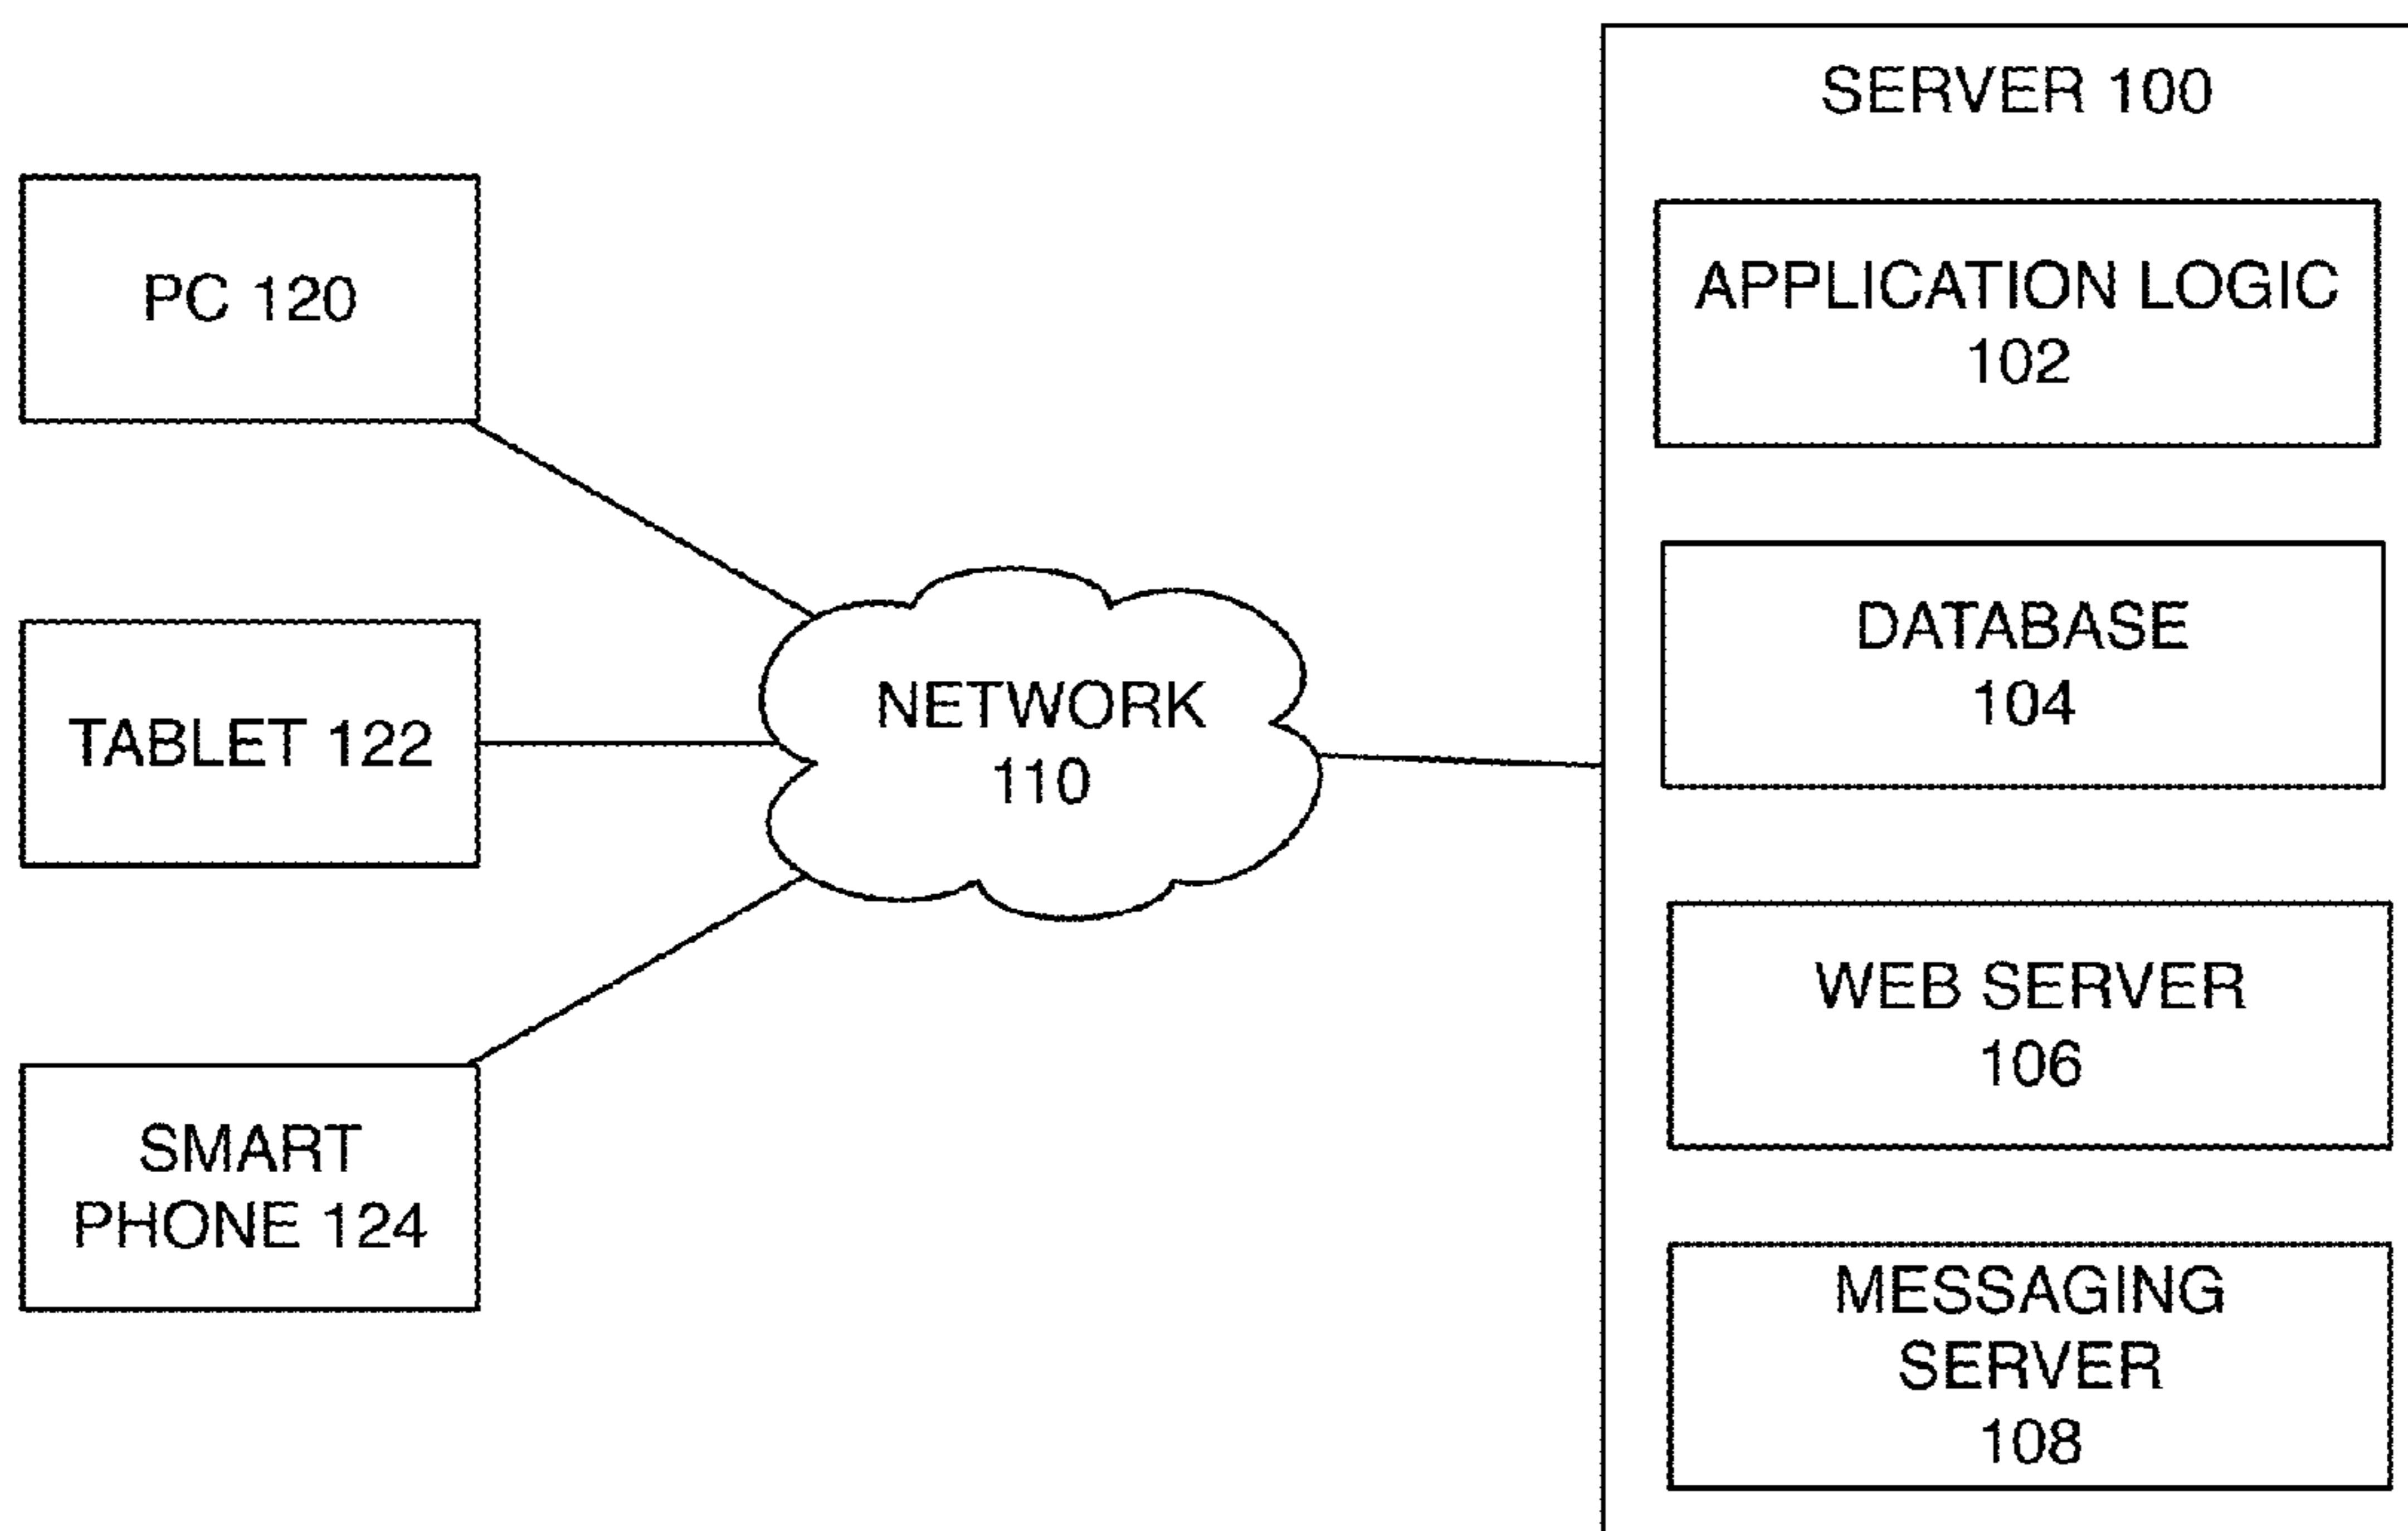 SERVER 100
PC 120
APPLICATION LOGIC
102
TABLET 122
NETWORK
110
DATABASE
104
WEB SERVER
106
SMART
PHONE 124
MESSAGING
SERVER
108